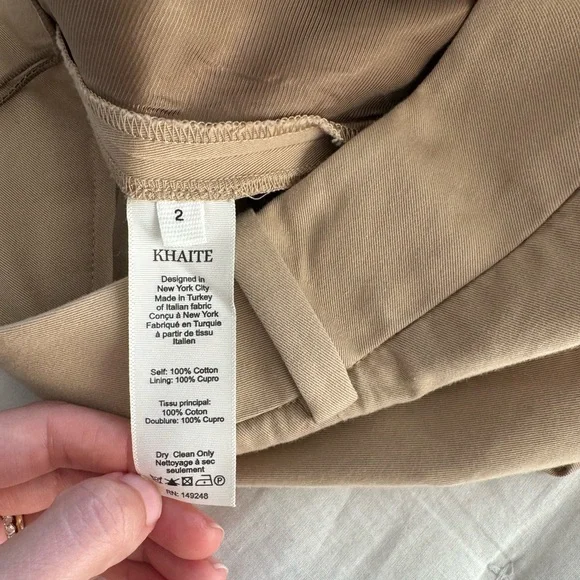 2
KHAITE
Designed in
New York City
Made in Turkey
of Italian fabric
Conçu à New York
Fabriqué en Turquie
à partir de tissu
Italien
Self: 100% Cotton
Lining: 100% Cupro
Tissu principal:
100% Coton
Doublure: 100% Cupro
Dry Clean Only
Nettoyage à sec
seulement
P
RN: 149248